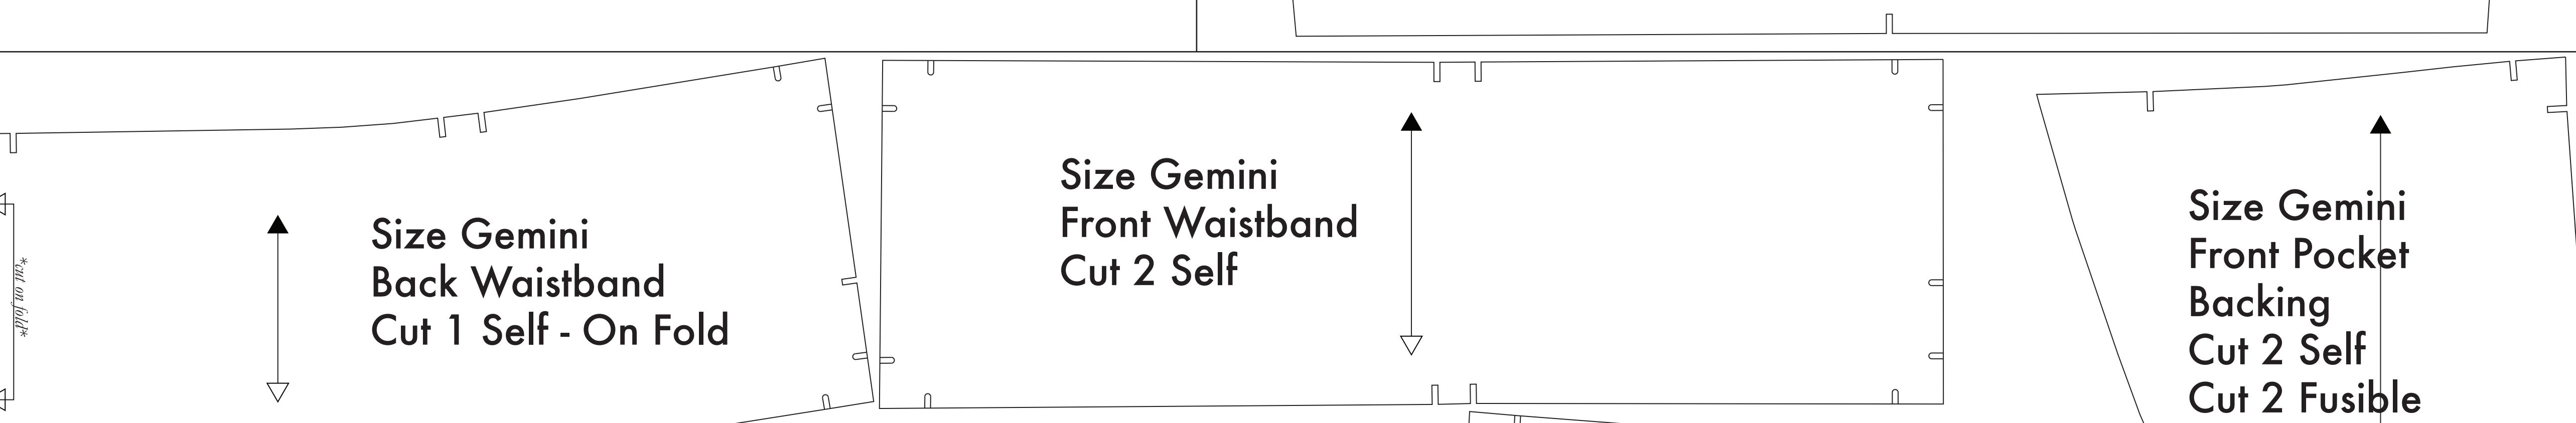 *cut on fold*
Size Gemini
Back Waistband
Cut 1 Self - On Fold
Size Gemini
Front Waistband
Cut 2 Self
Size Gemini
Front Pocket
Backing
Cut 2 Self
Cut 2 Fusible